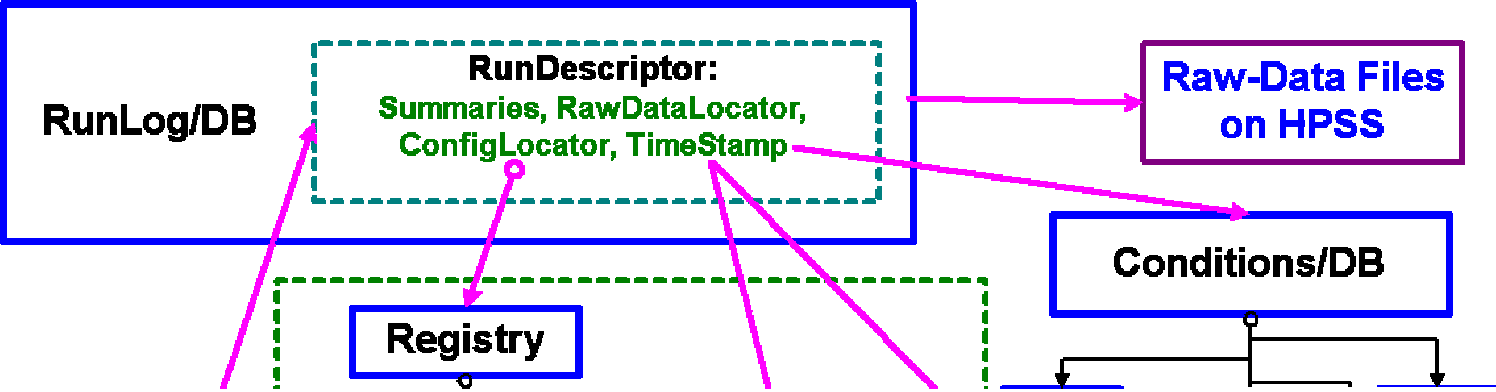 RunLog/DB
RunDescriptor:
Summaries, RawDataLocator,
ConfigLocator, TimeStamp
Raw-Data Files
on HPSS
Conditions/DB
Registry